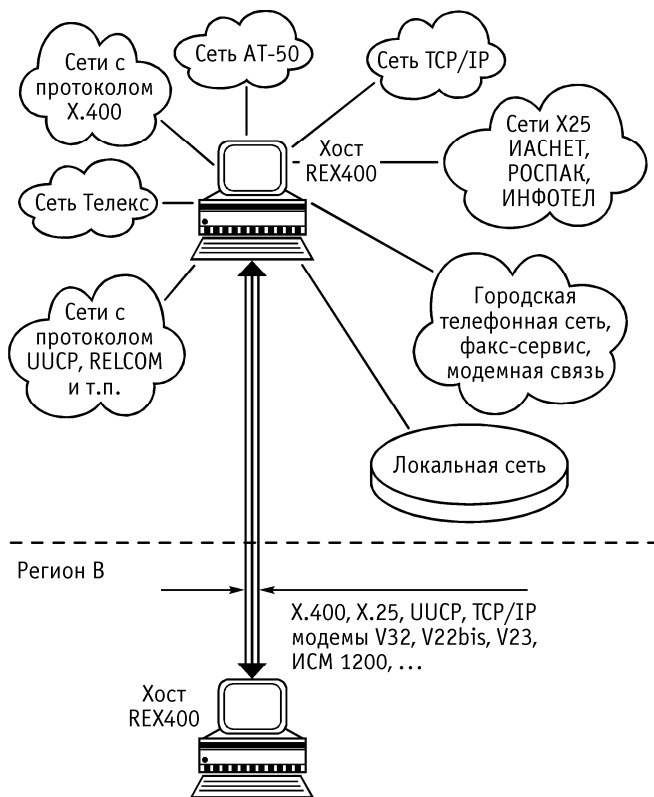 Сети с
протоколом
X.400
Сеть АТ-50
Сеть TCP/IP
Хост
REX400
Сети X25
ИАСНЕТ,
РОСПАК,
ИНФОТЕЛ
Сеть Телекс
Сети с
протоколом
UUCP, RELCOM
и т.п.
Городская
телефонная сеть,
факс-сервис,
модемная связь
Локальная сеть
Регион В
X.400, X.25, UUCP, TCP/IP
модемы V32, V22bis, V23,
ИСМ 1200, ...
Хост
REX400